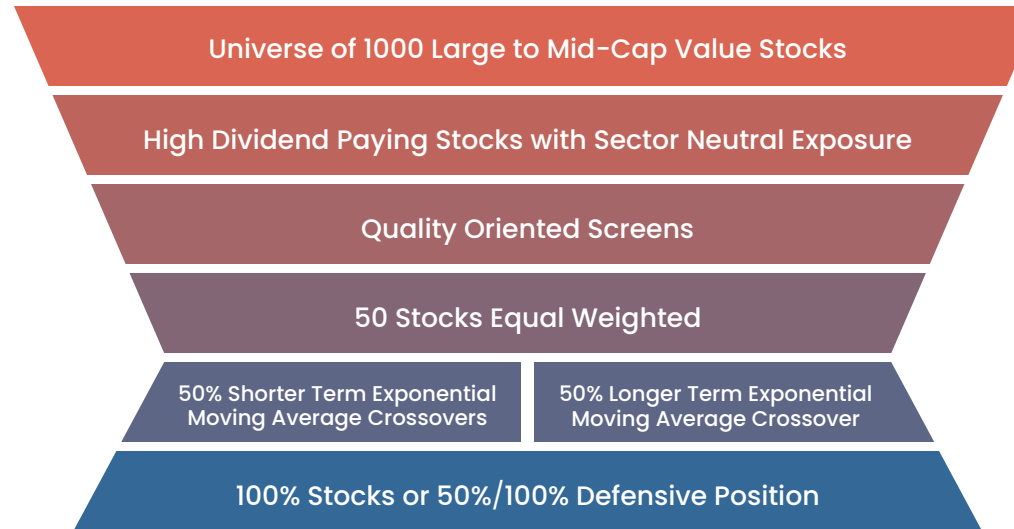 Universe of 1000 Large to Mid-Cap Value Stocks
High Dividend Paying Stocks with Sector Neutral Exposure
Quality Oriented Screens
50 Stocks Equal Weighted
50% Shorter Term Exponential
Moving Average Crossovers
50% Longer Term Exponential
Moving Average Crossover
100% Stocks or 50%/100% Defensive Position